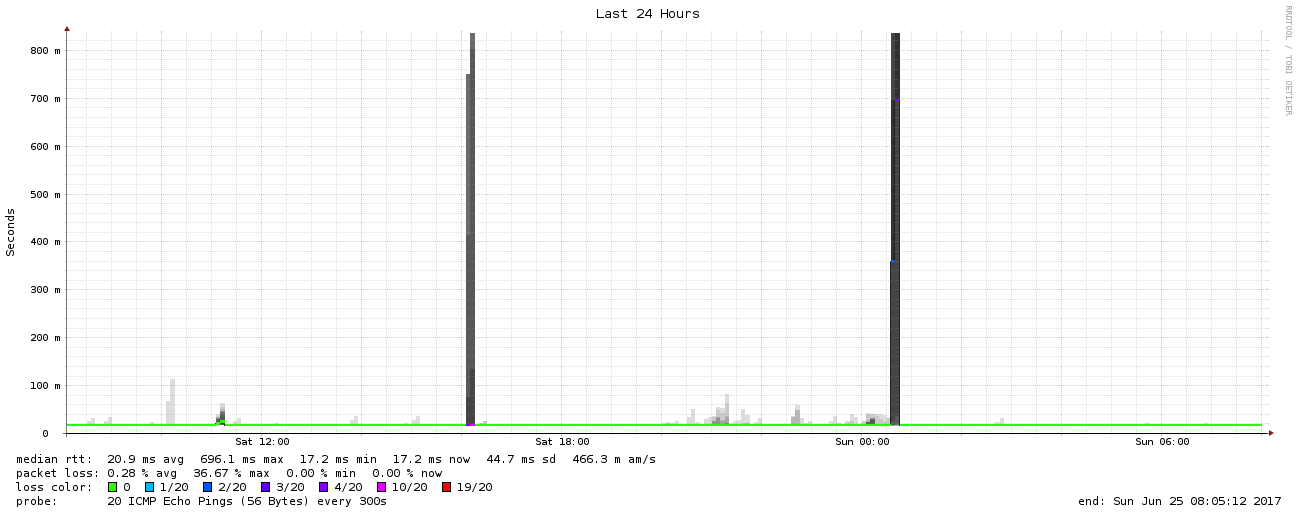 Last 24 Hours
RRDTOOL / TOBI OETIKER
Seconds
800 m
700 m
600 m
500 m
400 m
300 m
200 m
100 m
0
Sat 12:00 Sat 18:00 Sun 00:00 Sun 06:00
median rtt: 20.9 ms avg 696.1 ms max 17.2 ms min 17.2 ms now 44.7 ms sd 466.3 m am/s
packet loss: 0.28 % avg 36.67 % max 0.00 % min 0.00 % now
loss color: 0 1/20 2/20 3/20 4/20 10/20 19/20
probe: 20 ICMP Echo Pings (56 Bytes) every 300s end: Sun Jun 25 08:05:12 2017